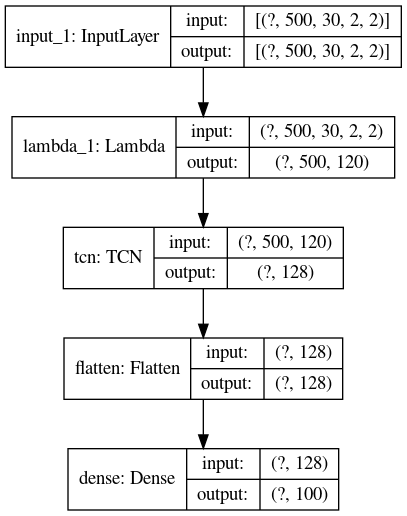 input_1: InputLayer
input: [(?, 500, 30, 2, 2)]
output: [(?, 500, 30, 2, 2)]
lambda_1: Lambda
input: (?, 500, 30, 2, 2)
output: (?, 500, 120)
tcn: TCN
input: (?, 500, 120)
output: (?, 128)
flatten: Flatten
input: (?, 128)
output: (?, 128)
dense: Dense
input: (?, 128)
output: (?, 100)